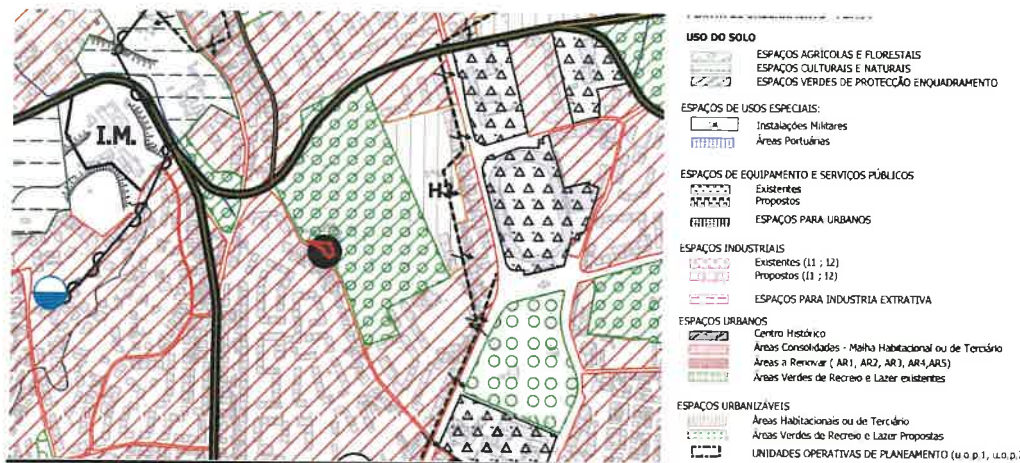 I.M.
H3
USO DO SOLO
ESPAÇOS AGRÍCOLAS E FLORESTAIS
ESPAÇOS CULTURAIS E NATURAIS
ESPAÇOS VERDES DE PROTECÇÃO ENQUADRAMENTO
ESPAÇOS DE USOS ESPECIAIS:
Instalações Militares
Áreas Portuárias
ESPAÇOS DE EQUIPAMENTO E SERVIÇOS PÚBLICOS
Existentes
Propostos
ESPAÇOS PARA URBANOS
ESPAÇOS INDUSTRIAIS
Existentes (I1 ; I2)
Propostos (I1 ; I2)
ESPAÇOS PARA INDUSTRIA EXTRATIVA
ESPAÇOS URBANOS
Centro Histórico
Áreas Consolidadas - Malha Habitacional ou de Terciário
Áreas a Renovar ( AR1, AR2, AR3, AR4,AR5)
Áreas Verdes de Recreio e Lazer existentes
ESPAÇOS URBANIZÁVEIS
Áreas Habitacionais ou de Terciário
Áreas Verdes de Recreio e Lazer Propostas
UNIDADES OPERATIVAS DE PLANEAMENTO (u.o.p.1, u.o.p.2